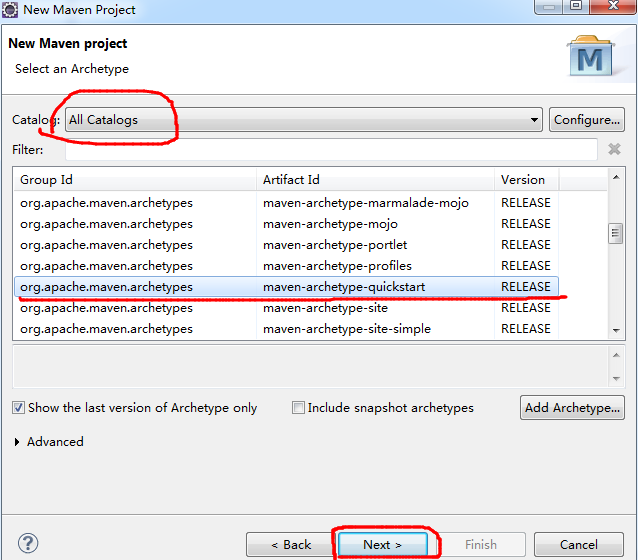 New Maven Project
New Maven project
Select an Archetype
M
Catalog: All Catalogs Configure...
Filter:
Group Id Artifact Id Version
org.apache.maven.archetypes maven-archetype-marmalade-mojo RELEASE
org.apache.maven.archetypes maven-archetype-mojo RELEASE
org.apache.maven.archetypes maven-archetype-portlet RELEASE
org.apache.maven.archetypes maven-archetype-profiles RELEASE
org.apache.maven.archetypes maven-archetype-quickstart RELEASE
org.apache.maven.archetypes maven-archetype-site RELEASE
org.apache.maven.archetypes maven-archetype-site-simple RELEASE
Show the last version of Archetype only Include snapshot archetypes Add Archetype...
Advanced
? < Back Next > Finish Cancel